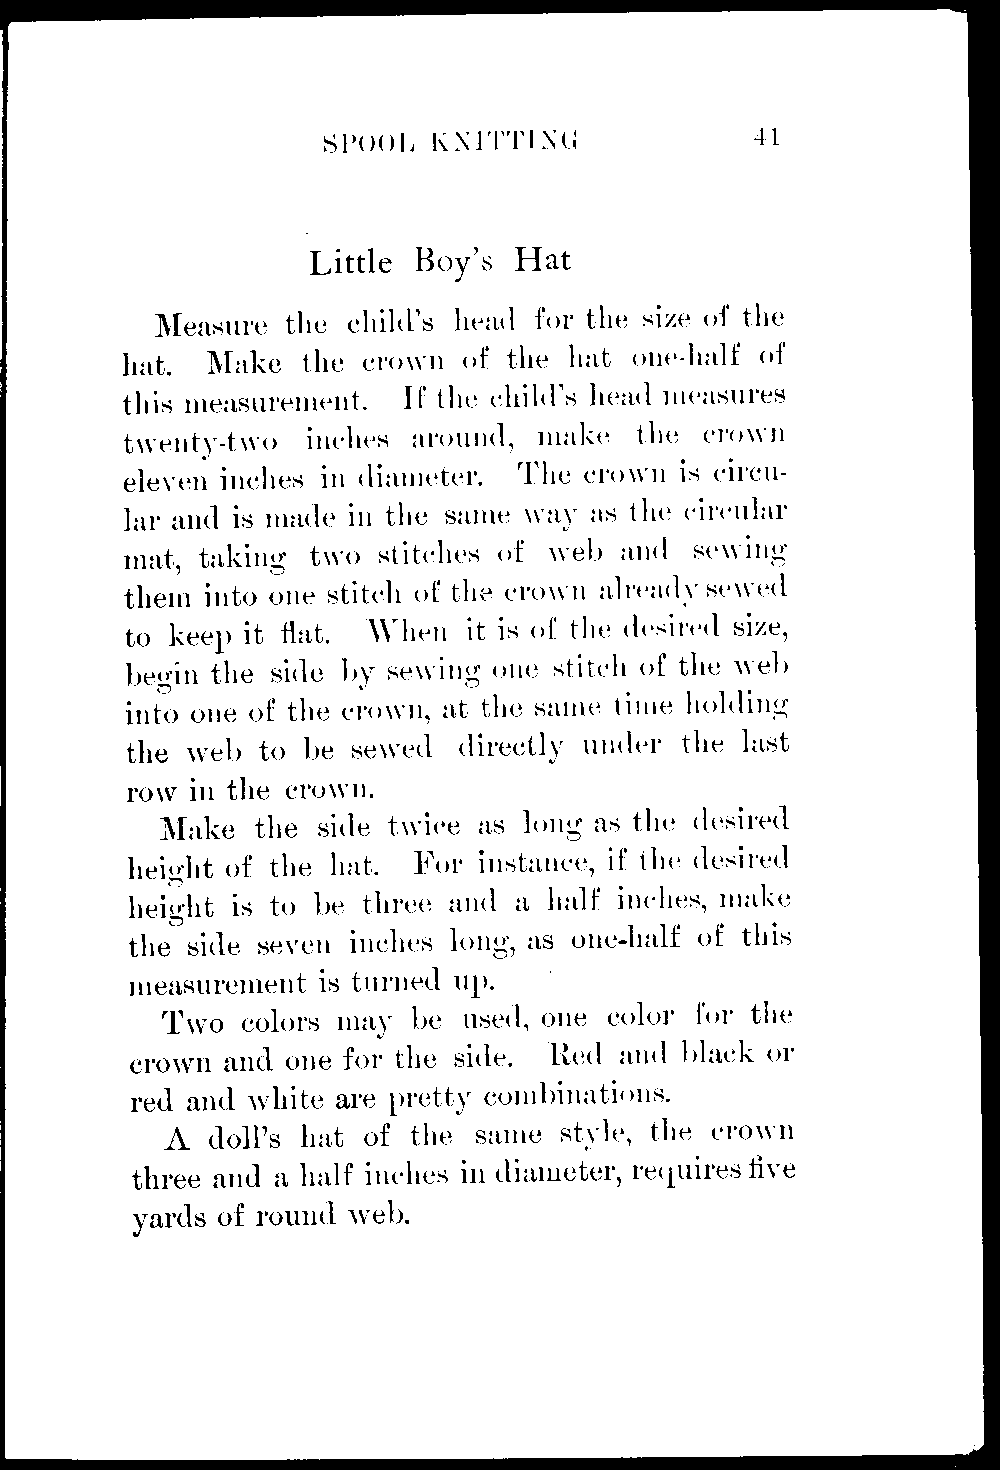 SPOOL KNITTING 41
Little Boy's Hat
Measure the child's head for the size of the
hat. Make the crown of the hat one-half of
this measurement. If the child's head measures
twenty-two inches around, make the crown
eleven inches in diameter. The crown is circu-
lar and is made in the same way as the circular
mat, taking two stitches of web and sewing
them into one stitch of the crown already sewed
to keep it flat. When it is of the desired size,
begin the side by sewing one stitch of the web
into one of the crown, at the same time holding
the web to be sewed directly under the last
row in the crown.
Make the side twice as long as the desired
height of the hat. For instance, if the desired
height is to be three and a half inches, make
the side seven inches long, as one-half of this
measurement is turned up.
Two colors may be used, one color for the
crown and one for the side. Red and black or
red and white are pretty combinations.
A doll's hat of the same style, the crown
three and a half inches in diameter, requires five
yards of round web.